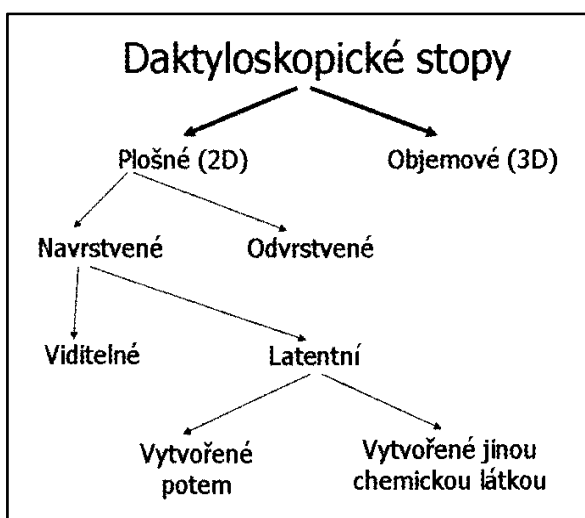 Daktyloskopické stopy
Plošné (2D)
Objemové (3D)
Navrstvené
Odvrstvené
Viditelné
Latentní
Vytvořené
potem
Vytvořené jinou
chemickou látkou